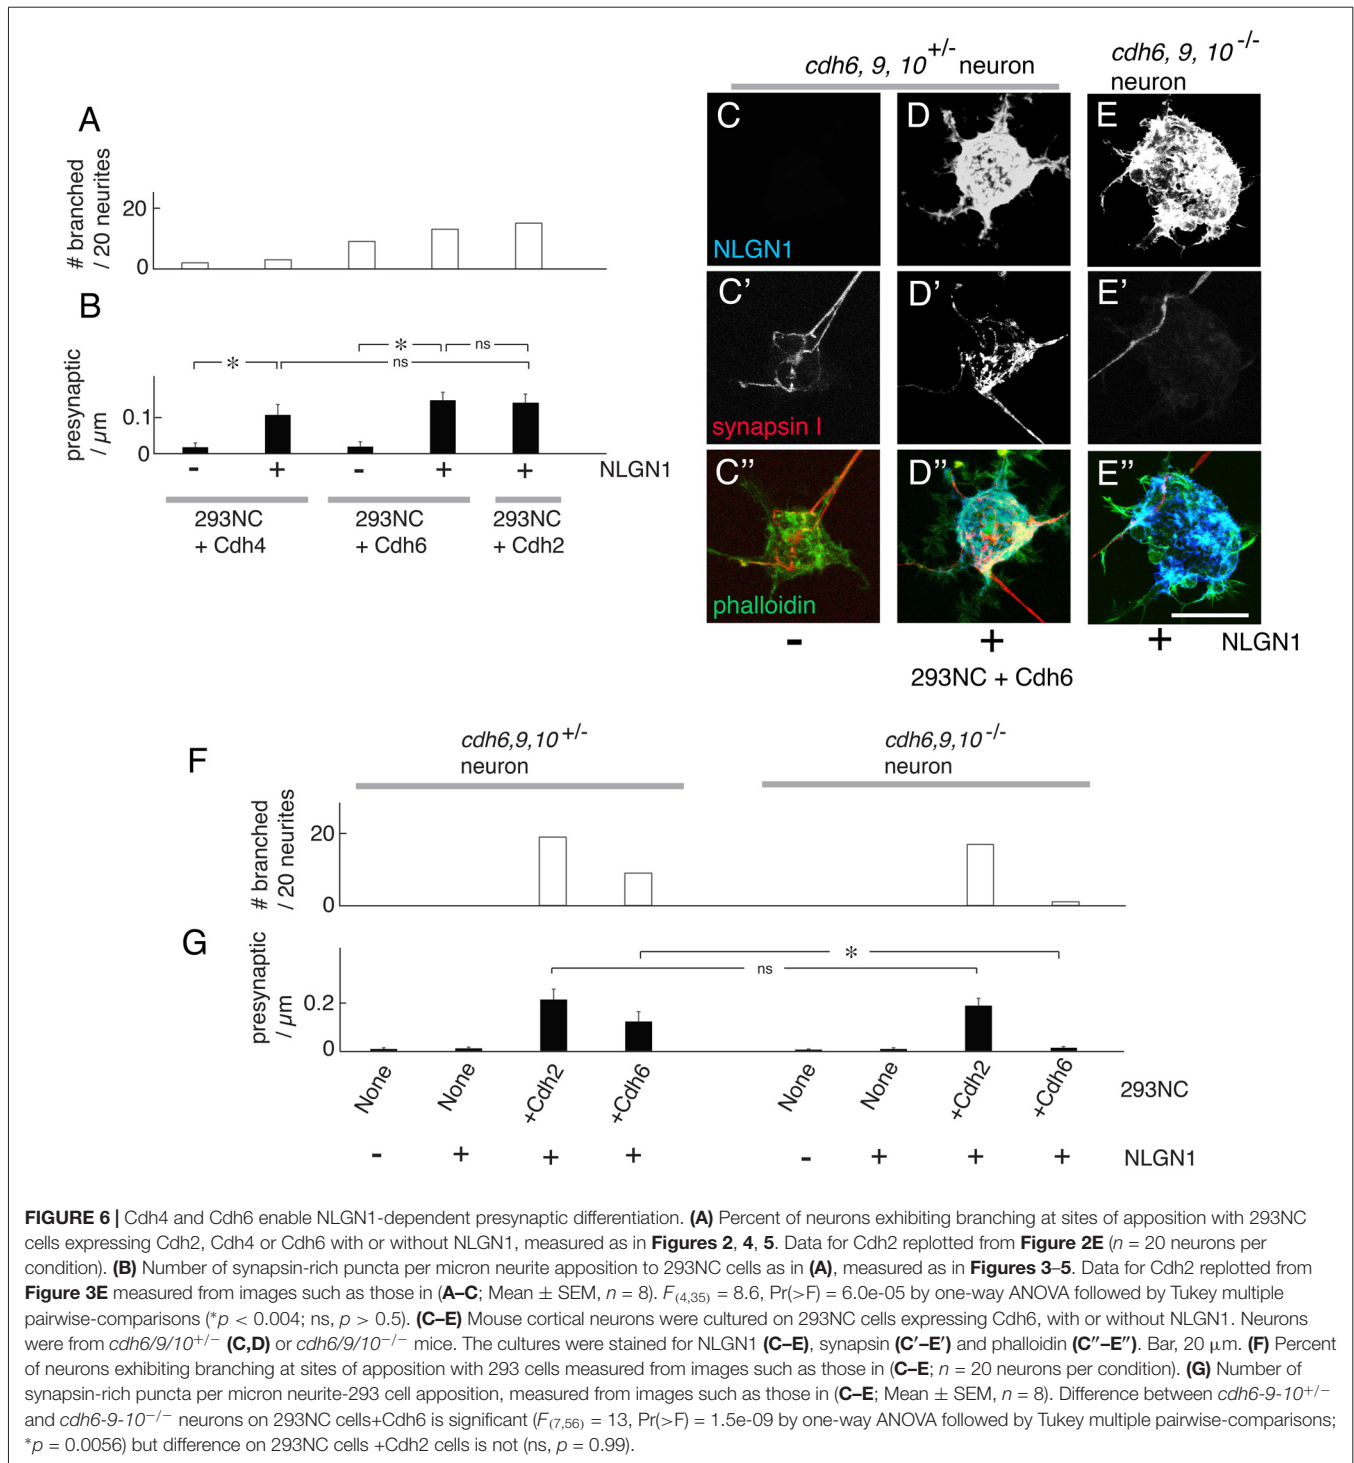 A
# branched
/ 20 neurites
20
0
B
presynaptic
/ µm
0.1
0
*
*
ns
ns
- + - + + NLGN1
293NC
+ Cdh4
293NC
+ Cdh6
293NC
+ Cdh2
cdh6, 9, 10 +/- neuron
cdh6, 9, 10 -/-
neuron
C D E
NLGN1
C' D' E'
synapsin I
C" D" E"
phalloidin
- + + NLGN1
293NC + Cdh6
F
cdh6,9,10 +/-
neuron
cdh6,9,10 -/-
neuron
# branched
/ 20 neurites
20
0
G
presynaptic
/ µm
0.2
0
*
ns
None None +Cdh2 +Cdh6 None None +Cdh2 +Cdh6 293NC
- + + + - + + + NLGN1
FIGURE 6 | Cdh4 and Cdh6 enable NLGN1-dependent presynaptic differentiation. (A) Percent of neurons exhibiting branching at sites of apposition with 293NC
cells expressing Cdh2, Cdh4 or Cdh6 with or without NLGN1, measured as in Figures 2, 4, 5. Data for Cdh2 replotted from Figure 2E (n = 20 neurons per
condition). (B) Number of synapsin-rich puncta per micron neurite apposition to 293NC cells as in (A), measured as in Figures 3–5. Data for Cdh2 replotted from
Figure 3E measured from images such as those in (A–C; Mean ± SEM, n = 8). F(4,35) = 8.6, Pr(>F) = 6.0e-05 by one-way ANOVA followed by Tukey multiple
pairwise-comparisons (*p < 0.004; ns, p > 0.5). (C–E) Mouse cortical neurons were cultured on 293NC cells expressing Cdh6, with or without NLGN1. Neurons
were from cdh6/9/10+/− (C,D) or cdh6/9/10−/− mice. The cultures were stained for NLGN1 (C–E), synapsin (C′–E′) and phalloidin (C″–E″). Bar, 20 µm. (F) Percent
of neurons exhibiting branching at sites of apposition with 293 cells measured from images such as those in (C–E; n = 20 neurons per condition). (G) Number of
synapsin-rich puncta per micron neurite-293 cell apposition, measured from images such as those in (C–E; Mean ± SEM, n = 8). Difference between cdh6-9-10+/−
and cdh6-9-10−/− neurons on 293NC cells+Cdh6 is significant (F(7,56) = 13, Pr(>F) = 1.5e-09 by one-way ANOVA followed by Tukey multiple pairwise-comparisons;
*p = 0.0056) but difference on 293NC cells +Cdh2 cells is not (ns, p = 0.99).